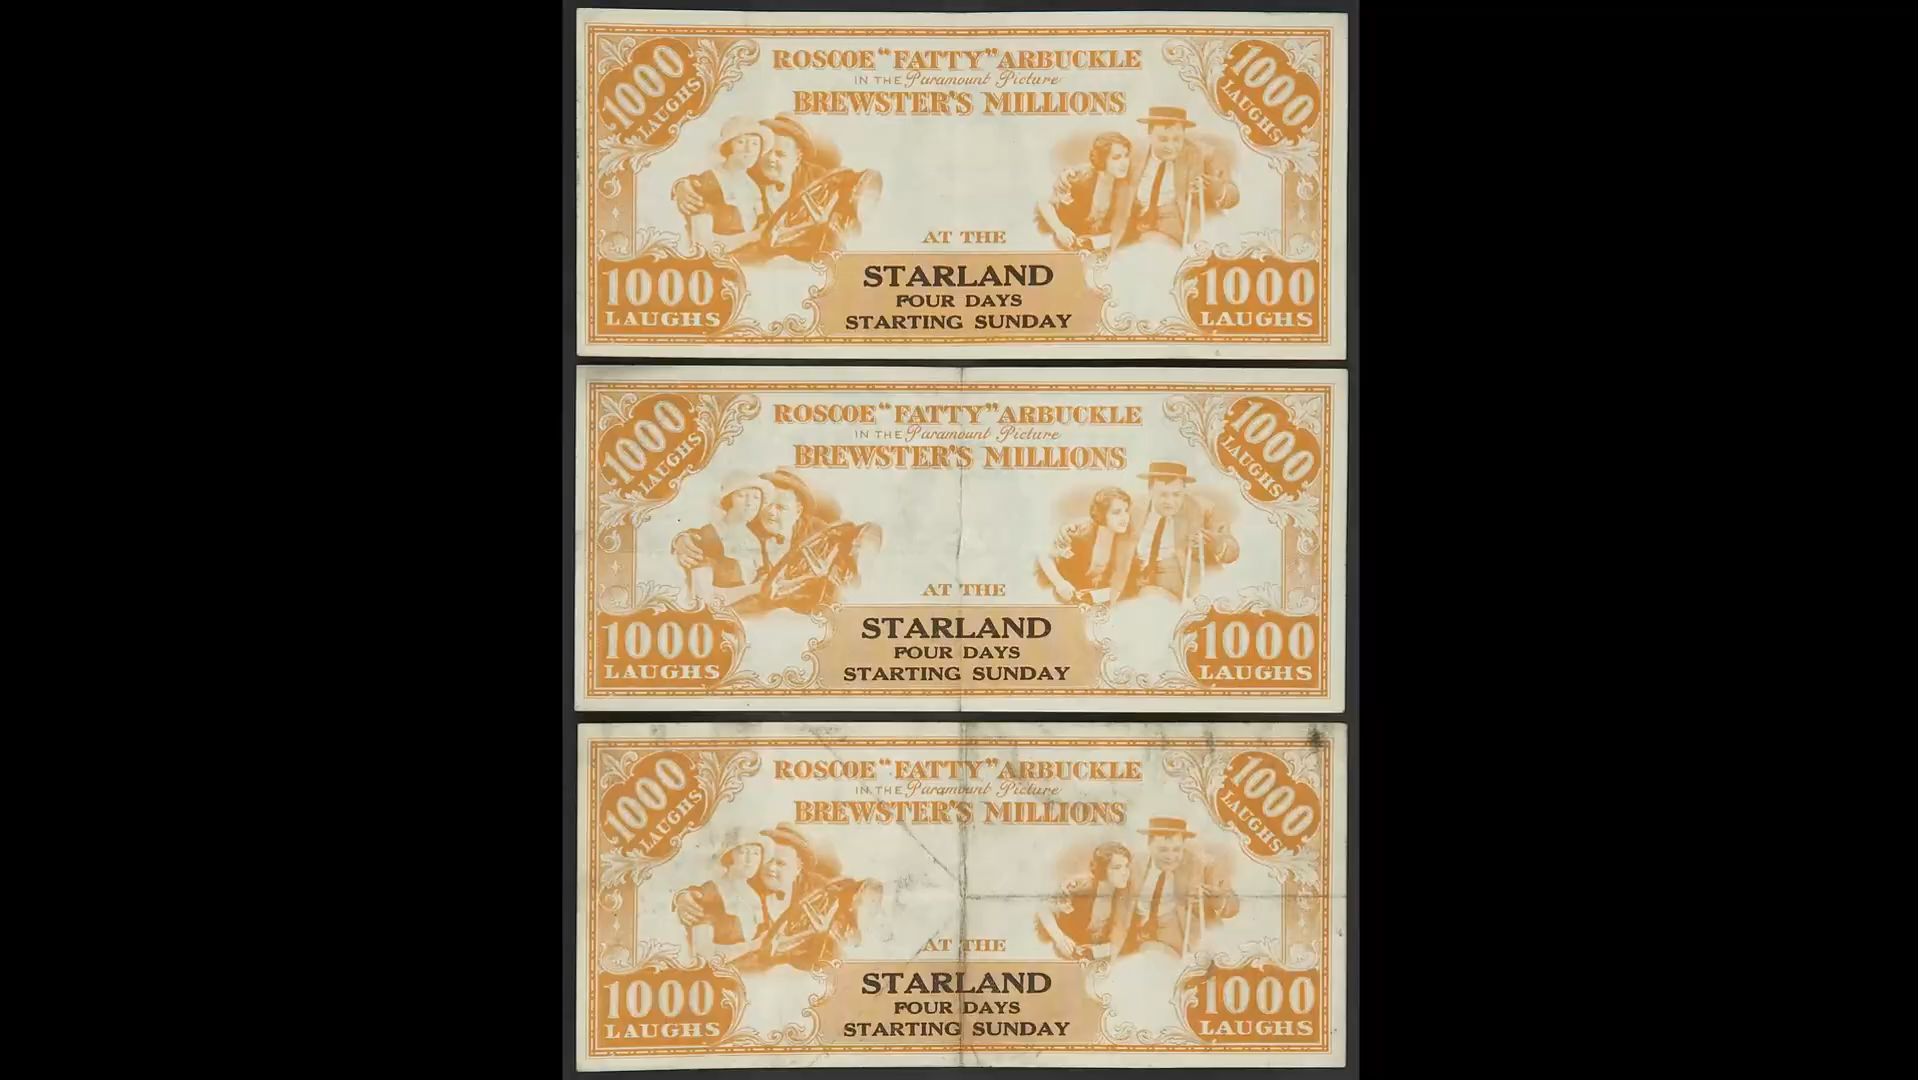 1000
LAUGHS
ROSCOE "FATTY" ARBUCKLE
IN THE Paramount Picture
BREWSTER'S MILLIONS
1000
LAUGHS
AT THE
1000
LAUGHS
STARLAND
FOUR DAYS
STARTING SUNDAY
1000
LAUGHS
1000
LAUGHS
ROSCOE "FATTY" ARBUCKLE
IN THE Paramount Picture
BREWSTER'S MILLIONS
1000
LAUGHS
AT THE
1000
LAUGHS
STARLAND
FOUR DAYS
STARTING SUNDAY
1000
LAUGHS
1000
LAUGHS
ROSCOE "FATTY" ARBUCKLE
IN THE Paramount Picture
BREWSTER'S MILLIONS
1000
LAUGHS
AT THE
1000
LAUGHS
STARLAND
FOUR DAYS
STARTING SUNDAY
1000
LAUGHS